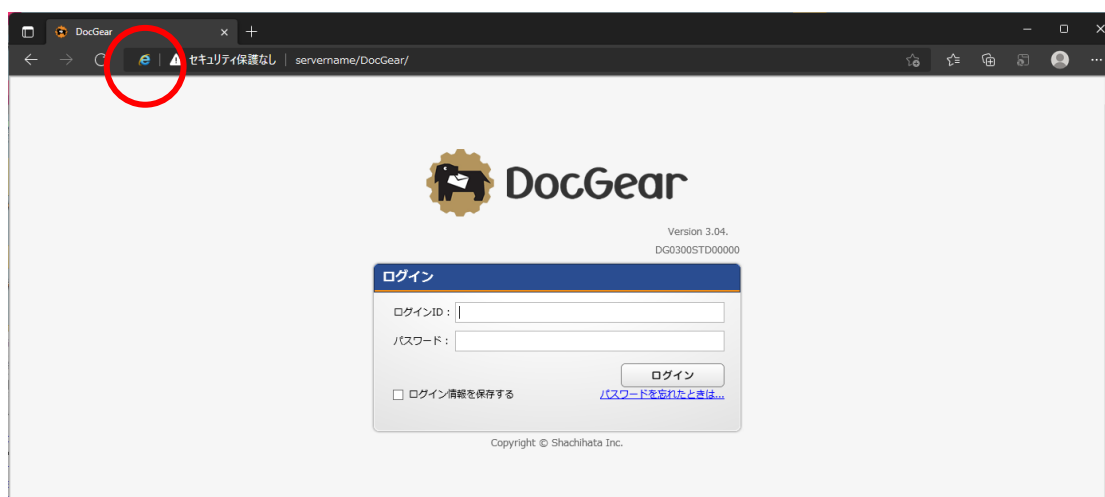 DocGear
セキュリティ保護なし servername/DocGear/
DocGear
Version 3.04.
DG0300STD00000
ログイン
ログインID：
パスワード：
ログイン
ログイン情報を保存する パスワードを忘れたときは...
Copyright © Shachihata Inc.